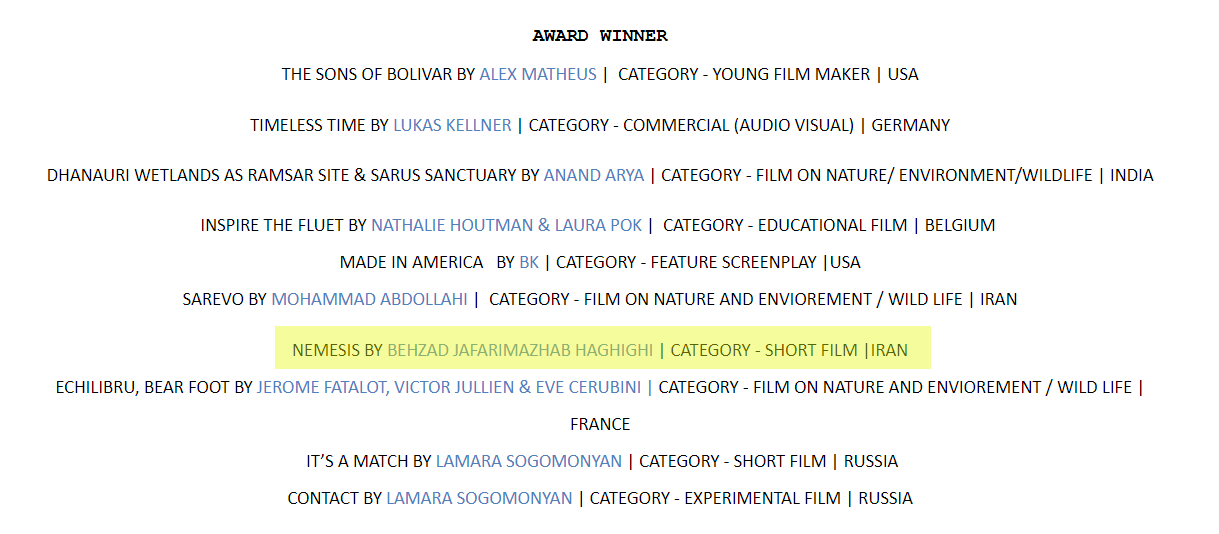 AWARD WINNER
THE SONS OF BOLIVAR BY ALEX MATHEUS | CATEGORY - YOUNG FILM MAKER | USA
TIMELESS TIME BY LUKAS KELLNER | CATEGORY - COMMERCIAL (AUDIO VISUAL) | GERMANY
DHANAURI WETLANDS AS RAMSAR SITE & SARUS SANCTUARY BY ANAND ARYA | CATEGORY - FILM ON NATURE/ ENVIRONMENT/WILDLIFE | INDIA
INSPIRE THE FLUET BY NATHALIE HOUTMAN & LAURA POK | CATEGORY - EDUCATIONAL FILM | BELGIUM
MADE IN AMERICA BY BK | CATEGORY - FEATURE SCREENPLAY |USA
SAREVO BY MOHAMMAD ABDOLLAHI | CATEGORY - FILM ON NATURE AND ENVIOREMENT / WILD LIFE | IRAN
NEMESIS BY BEHZAD JAFARIMAZHAB HAGHIGHI | CATEGORY - SHORT FILM |IRAN
ECHILIBRU, BEAR FOOT BY JEROME FATALOT, VICTOR JULLIEN & EVE CERUBINI | CATEGORY - FILM ON NATURE AND ENVIOREMENT / WILD LIFE |
FRANCE
IT’S A MATCH BY LAMARA SOGOMONYAN | CATEGORY - SHORT FILM | RUSSIA
CONTACT BY LAMARA SOGOMONYAN | CATEGORY - EXPERIMENTAL FILM | RUSSIA